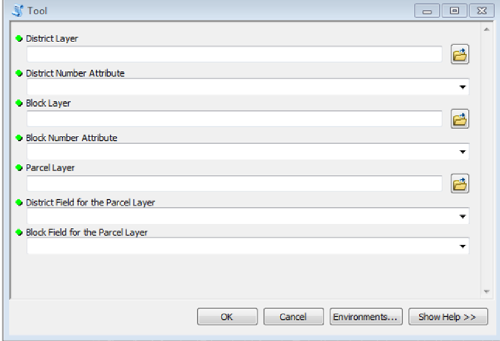 Tool
District Layer
District Number Attribute
Block Layer
Block Number Attribute
Parcel Layer
District Field for the Parcel Layer
Block Field for the Parcel Layer
OK Cancel Environments... Show Help >>